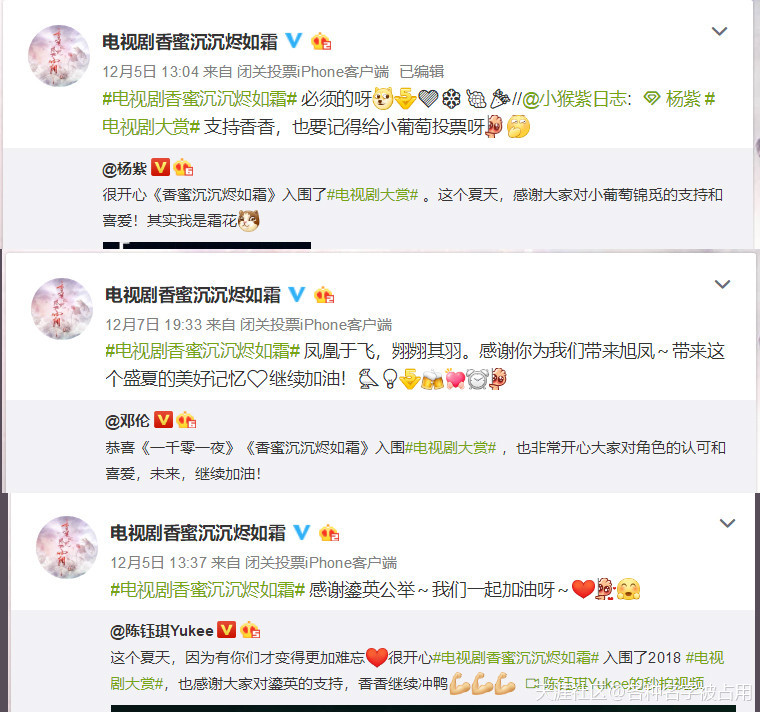 电视剧香蜜沉沉烬如霜
12月5日 13:04 来自 闭关投票iPhone客户端 已编辑
#电视剧香蜜沉沉烬如霜# 必须的呀//@小猴紫日志: 杨紫 #
电视剧大赏# 支持香香，也要记得给小葡萄投票呀
@杨紫
很开心《香蜜沉沉烬如霜》入围了#电视剧大赏# 。这个夏天，感谢大家对小葡萄锦觅的支持和
喜爱！其实我是霜花
电视剧香蜜沉沉烬如霜
12月7日 19:33 来自 闭关投票iPhone客户端
#电视剧香蜜沉沉烬如霜# 凤凰于飞，翙翙其羽。感谢你为我们带来旭凤～带来这
个盛夏的美好记忆♡继续加油！
@邓伦
恭喜《一千零一夜》《香蜜沉沉烬如霜》入围#电视剧大赏# ，也非常开心大家对角色的认可和
喜爱，未来，继续加油！
电视剧香蜜沉沉烬如霜
12月5日 13:37 来自 闭关投票iPhone客户端
#电视剧香蜜沉沉烬如霜# 感谢鎏英公举～我们一起加油呀～
@陈钰琪Yukee
这个夏天，因为有你们才变得更加难忘❤很开心#电视剧香蜜沉沉烬如霜# 入围了2018 #电视
剧大赏#，也感谢大家对鎏英的支持，香香继续冲鸭💪💪💪 陈钰琪Yukee的秒拍视频
天涯社区@各种名字被占用